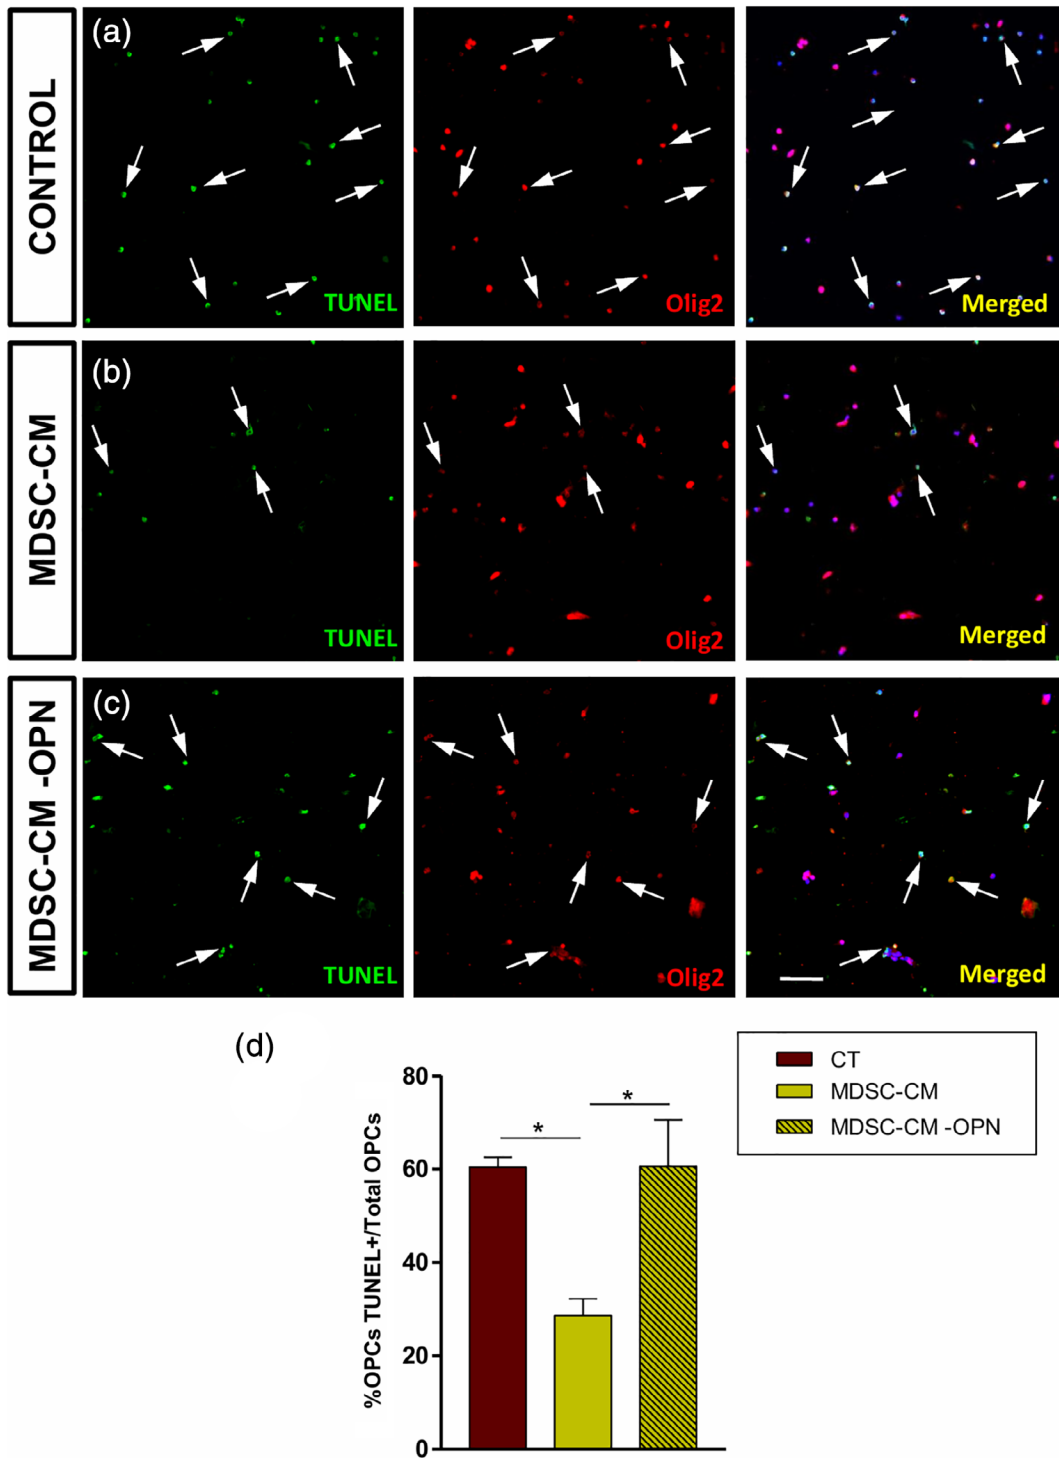 CONTROL
(a)
TUNEL
Olig2
Merged
MDSC-CM
(b)
TUNEL
Olig2
Merged
MDSC-CM -OPN
(c)
TUNEL
Olig2
Merged
(d)
%OPCs TUNEL+/Total OPCs
80
60
40
20
0
*
*
CT
MDSC-CM
MDSC-CM -OPN